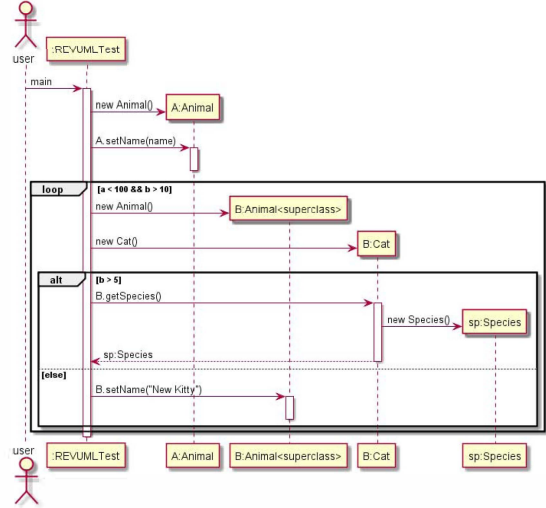 user
:REVUMLTest
main
new Animal()
A:Animal
A.setName(name)
loop
[a < 100 && b > 10]
new Animal()
B:Animal<superclass>
new Cat()
B:Cat
alt
[b > 5]
B.getSpecies()
new Species()
sp:Species
sp:Species
[else]
B.setName("New Kitty")
user
:REVUMLTest
A:Animal
B:Animal<superclass>
B:Cat
sp:Species